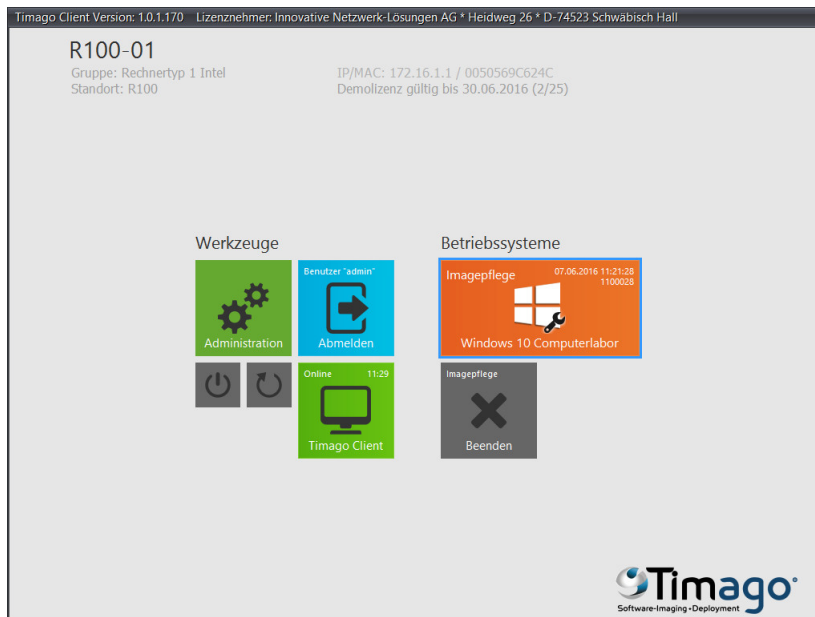 Timago Client Version: 1.0.1.170 Lizenznehmer: Innovative Netzwerk-Lösungen AG * Heidweg 26 * D-74523 Schwäbisch Hall
R100-01
Gruppe: Rechnertyp 1 Intel
Standort: R100
IP/MAC: 172.16.1.1 / 0050569C624C
Demolizenz gültig bis 30.06.2016 (2/25)
Werkzeuge
Administration
Benutzer "admin"
Abmelden
Online 11:29
Timago Client
Betriebssysteme
Imagepflege 07.06.2016 11:21:28
1100028
Windows 10 Computerlabor
Imagepflege
Beenden
Timago
Software-Imaging+Deployment